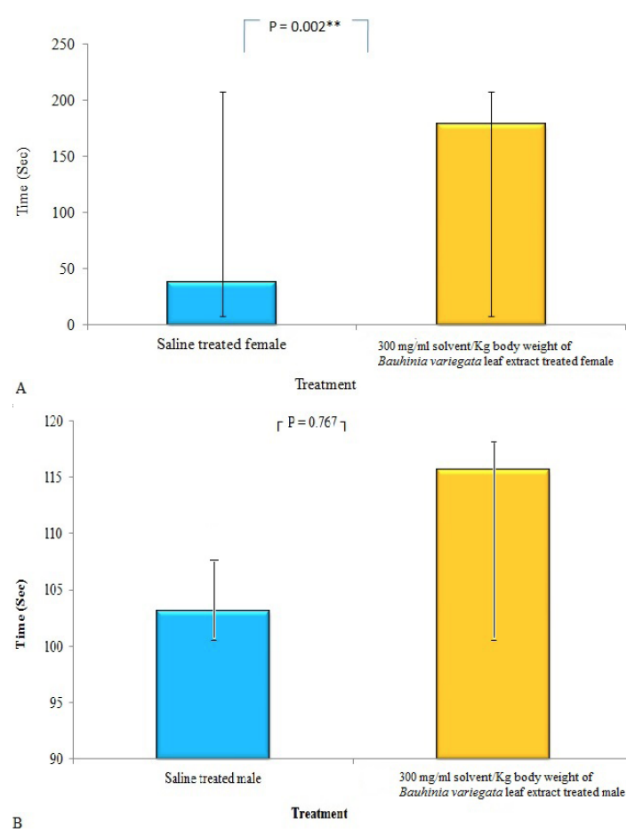 P = 0.002**
250
200
150
100
50
0
Time (Sec)
Saline treated female
300 mg/ml solvent/Kg body weight of
Bauhinia variegata leaf extract treated female
A
Treatment
P = 0.767
120
115
110
105
100
95
90
Time (Sec)
Saline treated male
300 mg/ml solvent/Kg body weight of
Bauhinia variegata leaf extract treated male
Treatment
B